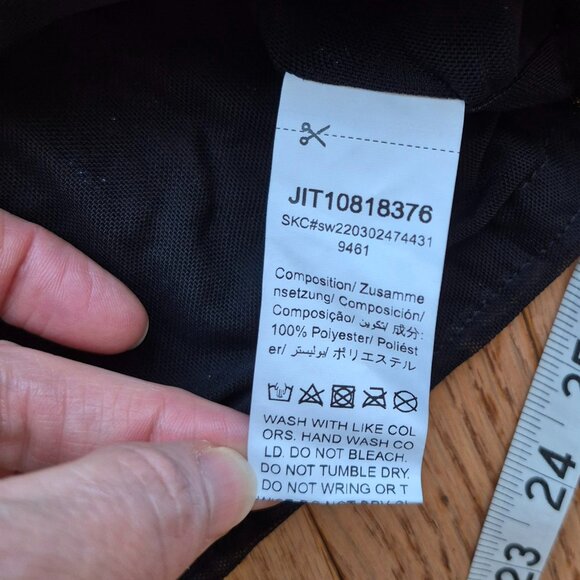 JIT10818376
SKC#sw220302474431
9461
Composition/ Zusamme
nsetzung/ Composición/
Composição/ تكوين/ 成分:
100% Polyester/ Poliést
er/ بوليستر/ ポリエステル
WASH WITH LIKE COL
ORS. HAND WASH CO
LD. DO NOT BLEACH.
DO NOT TUMBLE DRY.
DO NOT WRING OR T
25
24
23